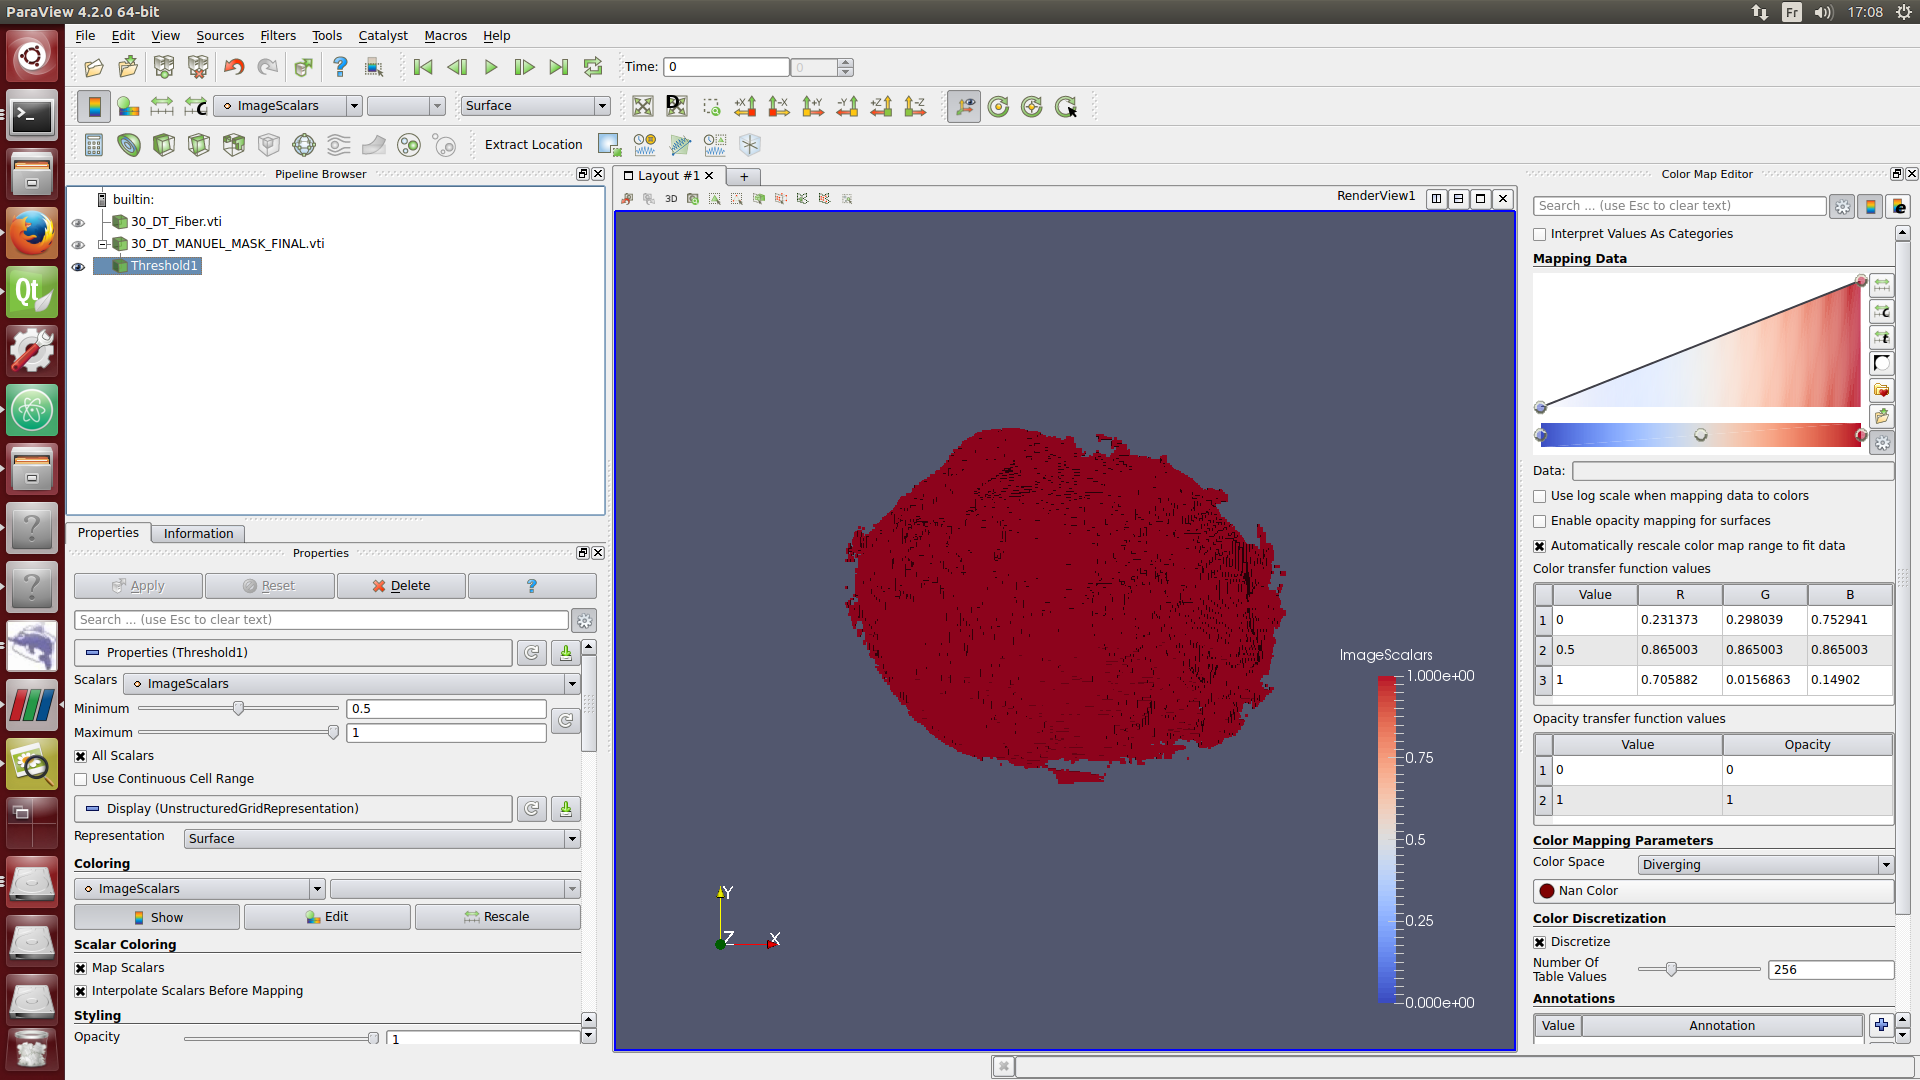 ParaView 4.2.0 64-bit
Fr
17:08
File Edit View Sources Filters Tools Catalyst Macros Help
Time: 0
0
ImageScalars
Surface
Extract Location
Pipeline Browser
builtin:
30_DT_Fiber.vti
30_DT_MANUEL_MASK_FINAL.vti
Threshold1
Properties Information
Properties
Apply Reset Delete ?
Search ... (use Esc to clear text)
Properties (Threshold1)
Scalars ImageScalars
Minimum 0.5
Maximum 1
All Scalars
Use Continuous Cell Range
Display (UnstructuredGridRepresentation)
Representation Surface
Coloring
ImageScalars
Show Edit Rescale
Scalar Coloring
Map Scalars
Interpolate Scalars Before Mapping
Styling
Opacity 1
Layout #1 +
3D
RenderView1
ImageScalars
1.000e+00
0.75
0.5
0.25
0.000e+00
Y
Z X
Color Map Editor
Search ... (use Esc to clear text)
Interpret Values As Categories
Mapping Data
Data:
Use log scale when mapping data to colors
Enable opacity mapping for surfaces
Automatically rescale color map range to fit data
Color transfer function values
Value R G B
1 0 0.231373 0.298039 0.752941
2 0.5 0.865003 0.865003 0.865003
3 1 0.705882 0.0156863 0.14902
Opacity transfer function values
Value Opacity
1 0 0
2 1 1
Color Mapping Parameters
Color Space Diverging
Nan Color
Color Discretization
Discretize
Number Of
Table Values 256
Annotations
Value Annotation